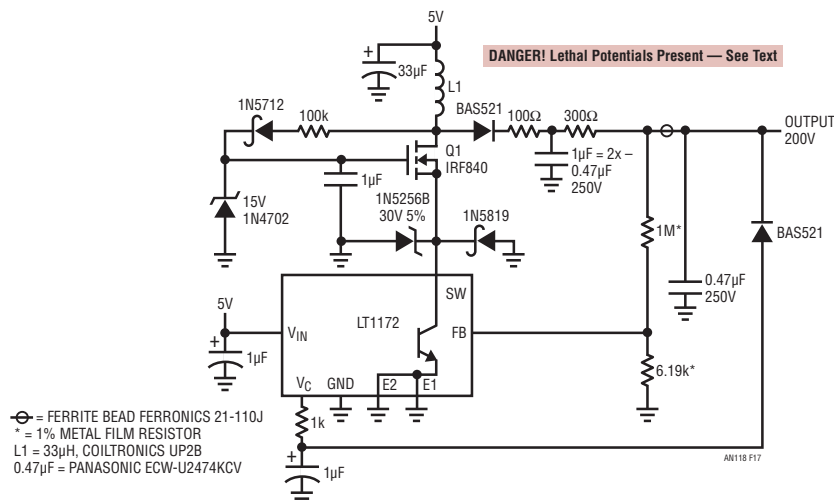 5V
DANGER! Lethal Potentials Present — See Text
+
33µF
L1
1N5712
100k
BAS521
100Ω
300Ω
OUTPUT
200V
Q1
IRF840
1µF = 2x –
0.47µF
250V
1µF
15V
1N4702
1N5256B
30V 5%
1N5819
1M*
BAS521
0.47µF
250V
5V
SW
LT1172
VIN
FB
+
1µF
VC
GND
E2
E1
6.19k*
1k
= FERRITE BEAD FERRONICS 21-110J
* = 1% METAL FILM RESISTOR
L1 = 33µH, COILTRONICS UP2B
0.47µF = PANASONIC ECW-U2474KCV
+
1µF
AN118 F17